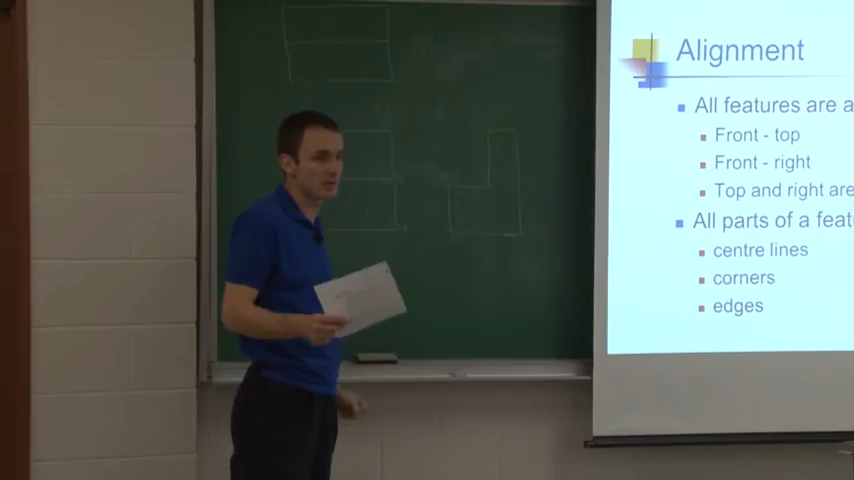 Alignment
All features are a
Front - top
Front - right
Top and right are
All parts of a feat
centre lines
corners
edges